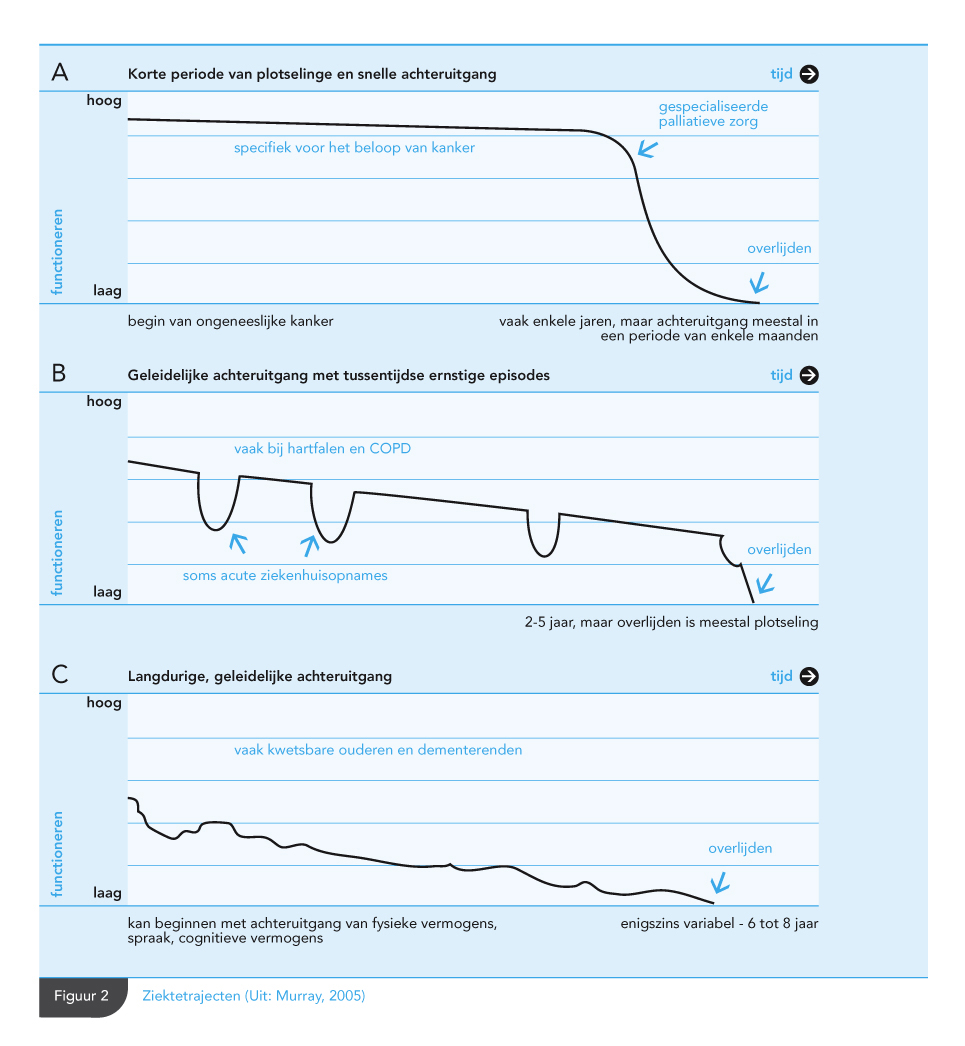 A
Korte periode van plotselinge en snelle achteruitgang
tijd
hoog
gespecialiseerde
palliatieve zorg
specifiek voor het beloop van kanker
functioneren
overlijden
laag
begin van ongeneeslijke kanker
vaak enkele jaren, maar achteruitgang meestal in
een periode van enkele maanden
B
Geleidelijke achteruitgang met tussentijdse ernstige episodes
tijd
hoog
vaak bij hartfalen en COPD
functioneren
overlijden
soms acute ziekenhuisopnames
laag
2-5 jaar, maar overlijden is meestal plotseling
C
Langdurige, geleidelijke achteruitgang
tijd
hoog
vaak kwetsbare ouderen en dementerenden
functioneren
overlijden
laag
kan beginnen met achteruitgang van fysieke vermogens,
spraak, cognitieve vermogens
enigszins variabel - 6 tot 8 jaar
Figuur 2
Ziektetrajecten (Uit: Murray, 2005)